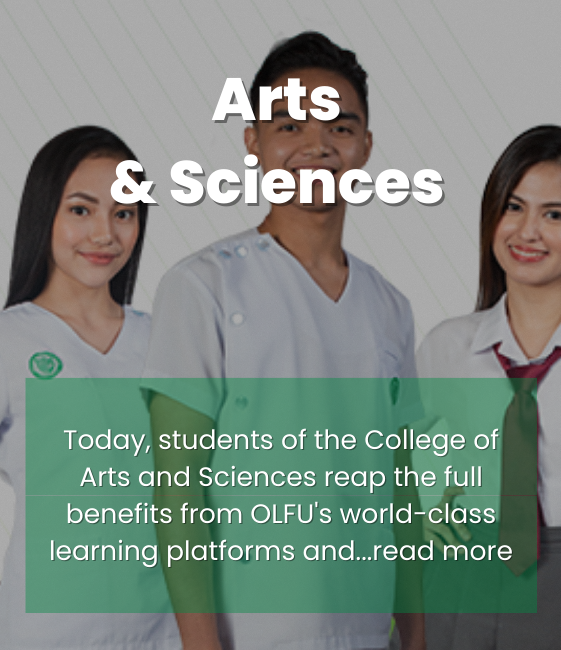 Arts
& Sciences
Today, students of the College of
Arts and Sciences reap the full
benefits from OLFU's world-class
learning platforms and...read more